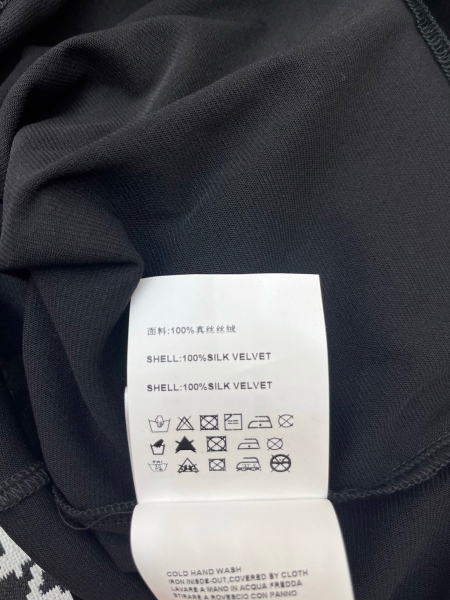 面料:100%真丝丝绒
SHELL:100%SILK VELVET
SHELL:100%SILK VELVET
COLD HAND WASH
IRON INISDE-OUT,COVERED BY CLOTH
LAVARE A MANO IN ACQUA FREDDA
STIRARE A ROVESCIO CON PANNO